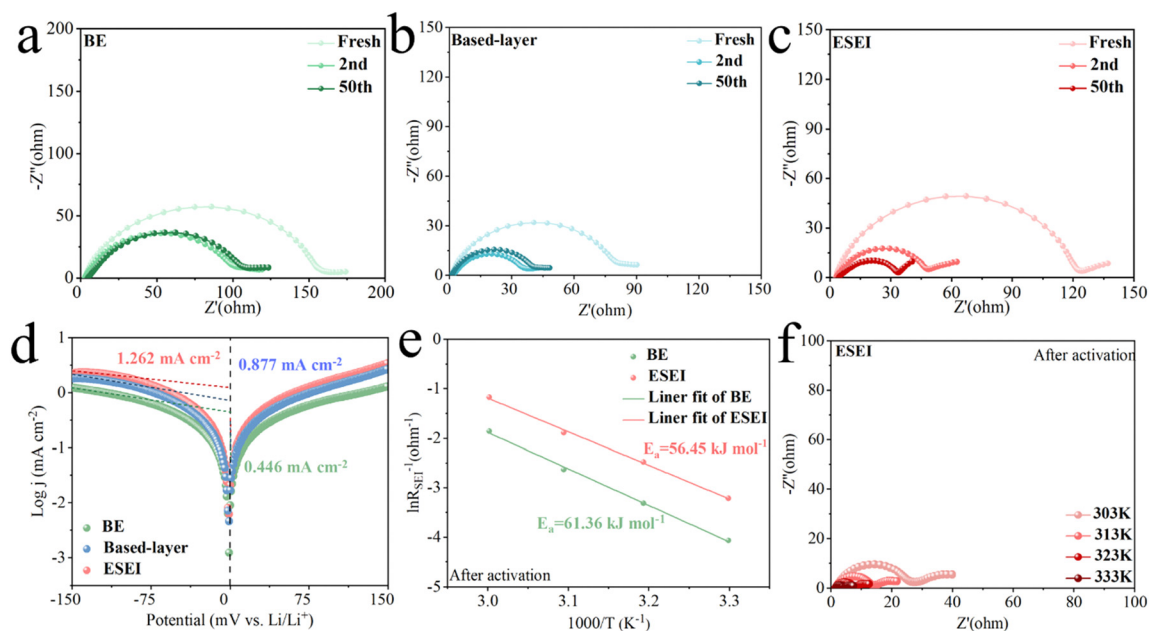 a
BE
Fresh
2nd
50th
200
150
100
50
0
-Z"(ohm)
0 50 100 150 200
Z'(ohm)
b
Based-layer
Fresh
2nd
50th
150
120
90
60
30
0
-Z"(ohm)
0 30 60 90 120 150
Z'(ohm)
c
ESEI
Fresh
2nd
50th
150
120
90
60
30
0
-Z"(ohm)
0 30 60 90 120 150
Z'(ohm)
d
1.262 mA cm-2
0.877 mA cm-2
0.446 mA cm-2
BE
Based-layer
ESEI
1
0
-1
-2
-3
Log j (mA cm-2)
-150 -75 0 75 150
Potential (mV vs. Li/Li+)
e
BE
ESEI
Liner fit of BE
Liner fit of ESEI
Ea=56.45 kJ mol-1
Ea=61.36 kJ mol-1
After activation
0
-1
-2
-3
-4
-5
lnRSEI-1(ohm-1)
3.0 3.1 3.2 3.3
1000/T (K-1)
f
ESEI
After activation
303K
313K
323K
333K
100
80
60
40
20
0
-Z"(ohm)
0 20 40 60 80 100
Z'(ohm)